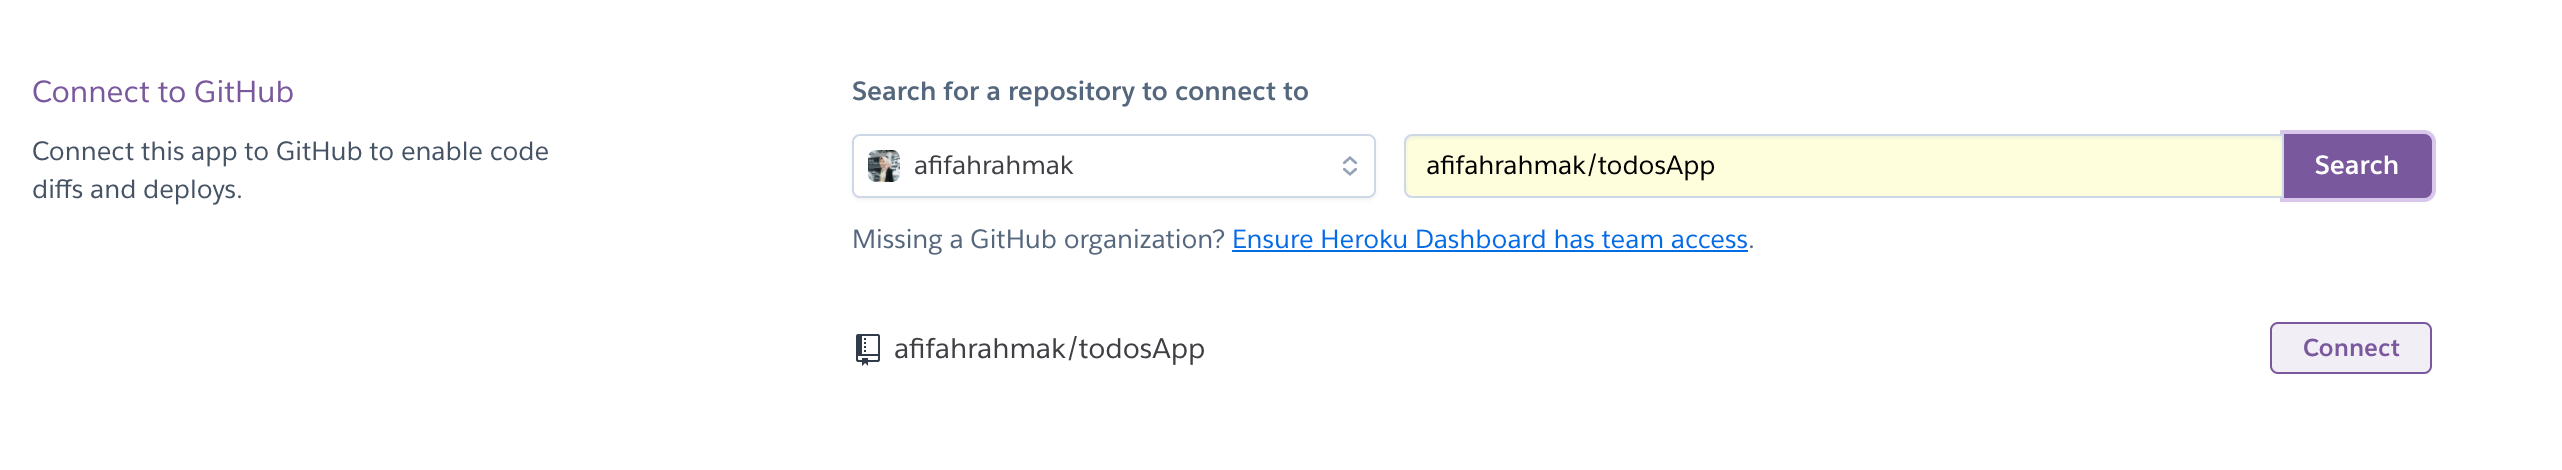 Connect to GitHub
Connect this app to GitHub to enable code
diffs and deploys.
Search for a repository to connect to
afifahrahmak
afifahrahmak/todosApp
Search
Missing a GitHub organization? Ensure Heroku Dashboard has team access.
afifahrahmak/todosApp
Connect